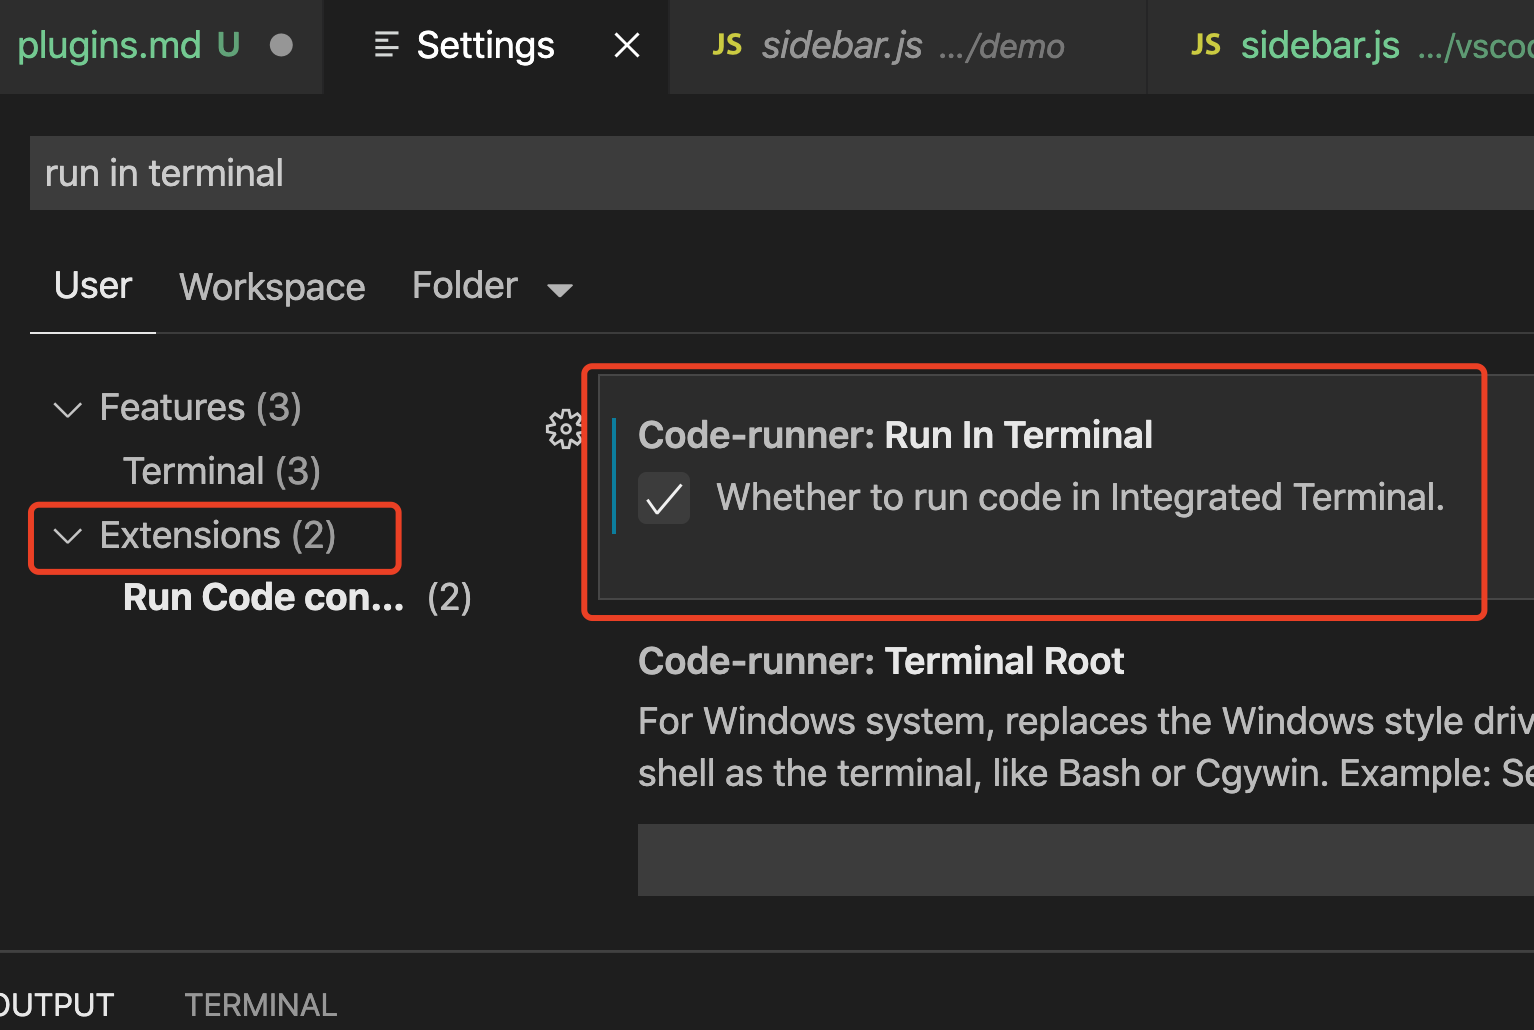 plugins.md U
Settings
JS sidebar.js .../demo
JS sidebar.js .../vscod
run in terminal
User Workspace Folder
Features (3)
Terminal (3)
Extensions (2)
Run Code con... (2)
Code-runner: Run In Terminal
Whether to run code in Integrated Terminal.
Code-runner: Terminal Root
For Windows system, replaces the Windows style driv
shell as the terminal, like Bash or Cgywin. Example: Se
OUTPUT TERMINAL